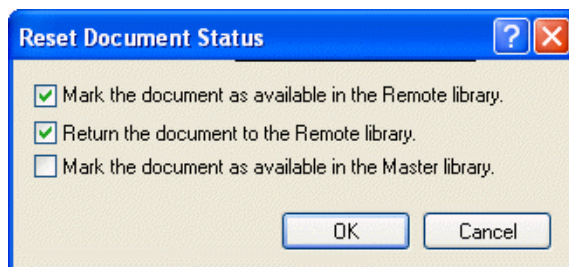 Reset Document Status ?
Mark the document as available in the Remote library.
Return the document to the Remote library.
Mark the document as available in the Master library.
OK Cancel